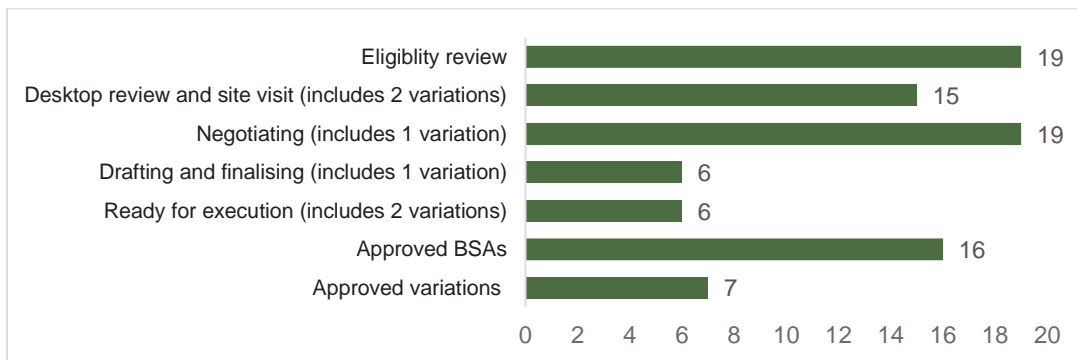 Eligiblity review 19
Desktop review and site visit (includes 2 variations) 15
Negotiating (includes 1 variation) 19
Drafting and finalising (includes 1 variation) 6
Ready for execution (includes 2 variations) 6
Approved BSAs 16
Approved variations 7
0 2 4 6 8 10 12 14 16 18 20